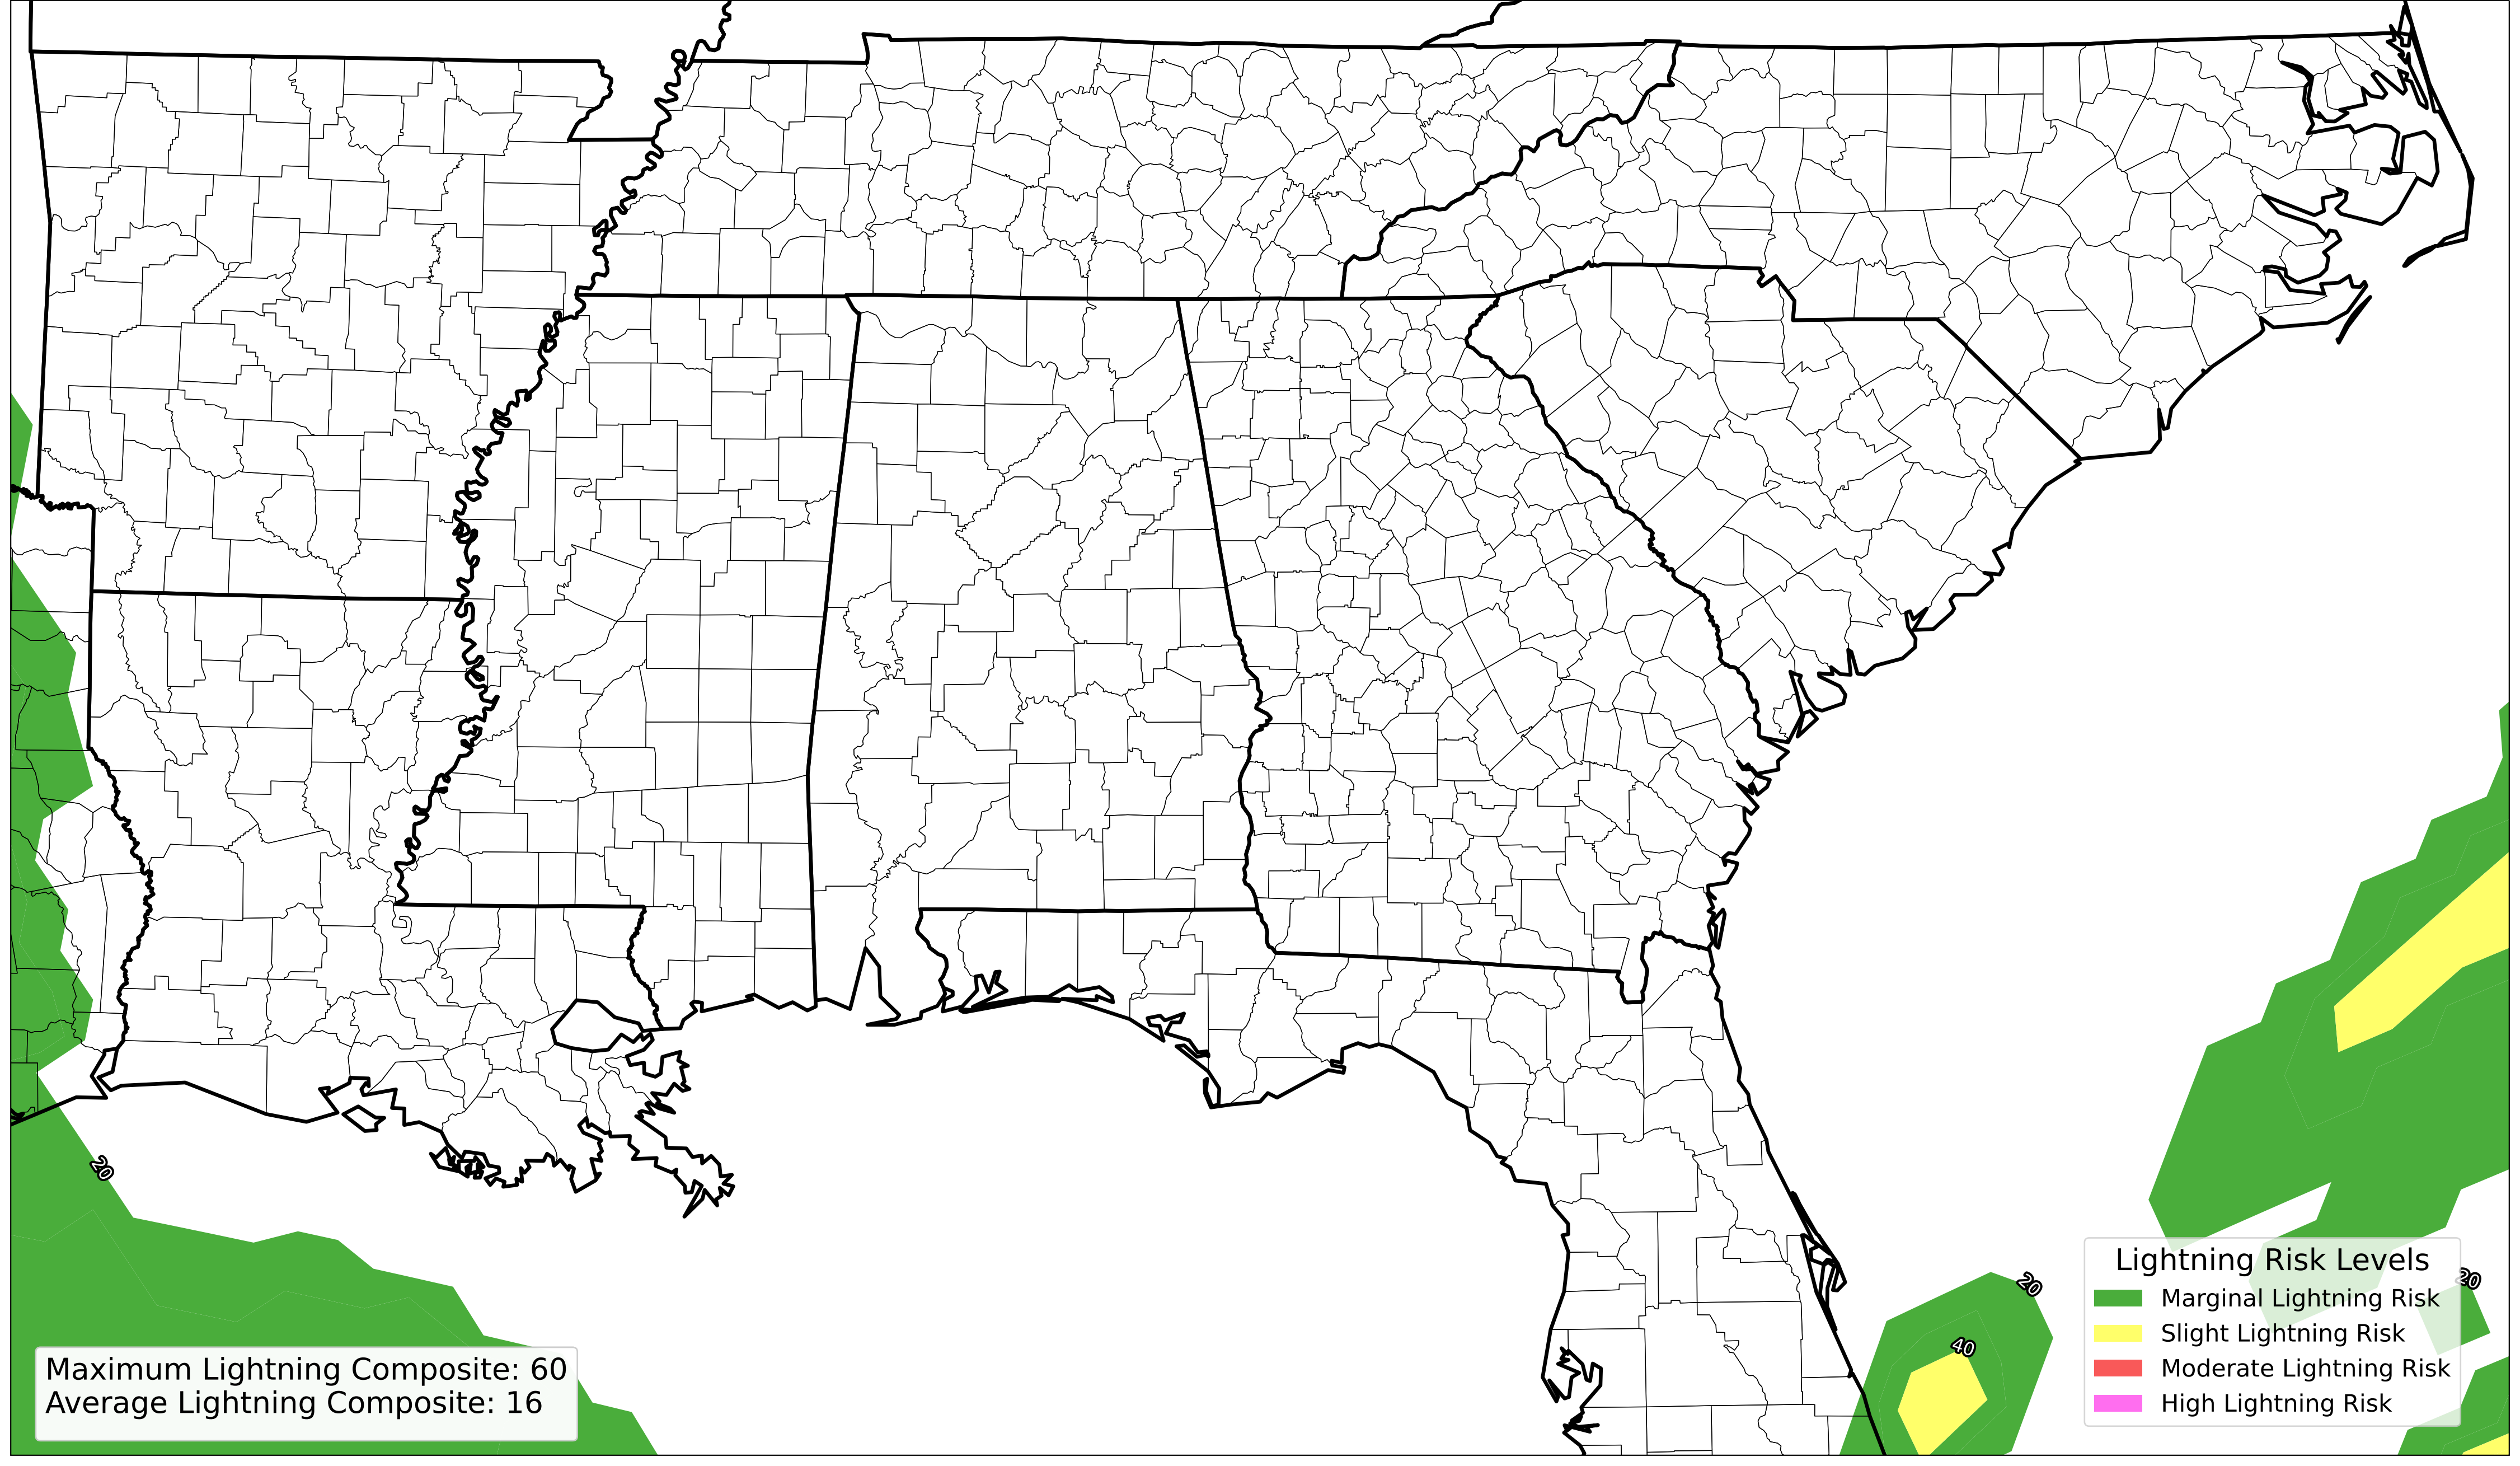 20
20
20
40
Lightning Risk Levels
Marginal Lightning Risk
Slight Lightning Risk
Moderate Lightning Risk
High Lightning Risk
Maximum Lightning Composite: 60
Average Lightning Composite: 16